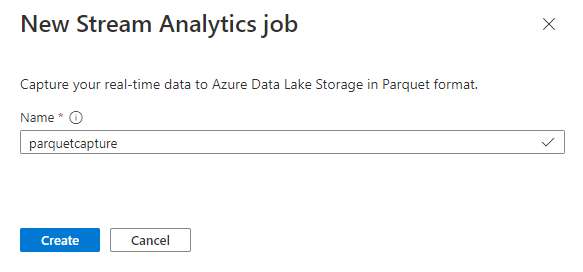 New Stream Analytics job
Capture your real-time data to Azure Data Lake Storage in Parquet format.
Name *
parquetcapture
Create Cancel